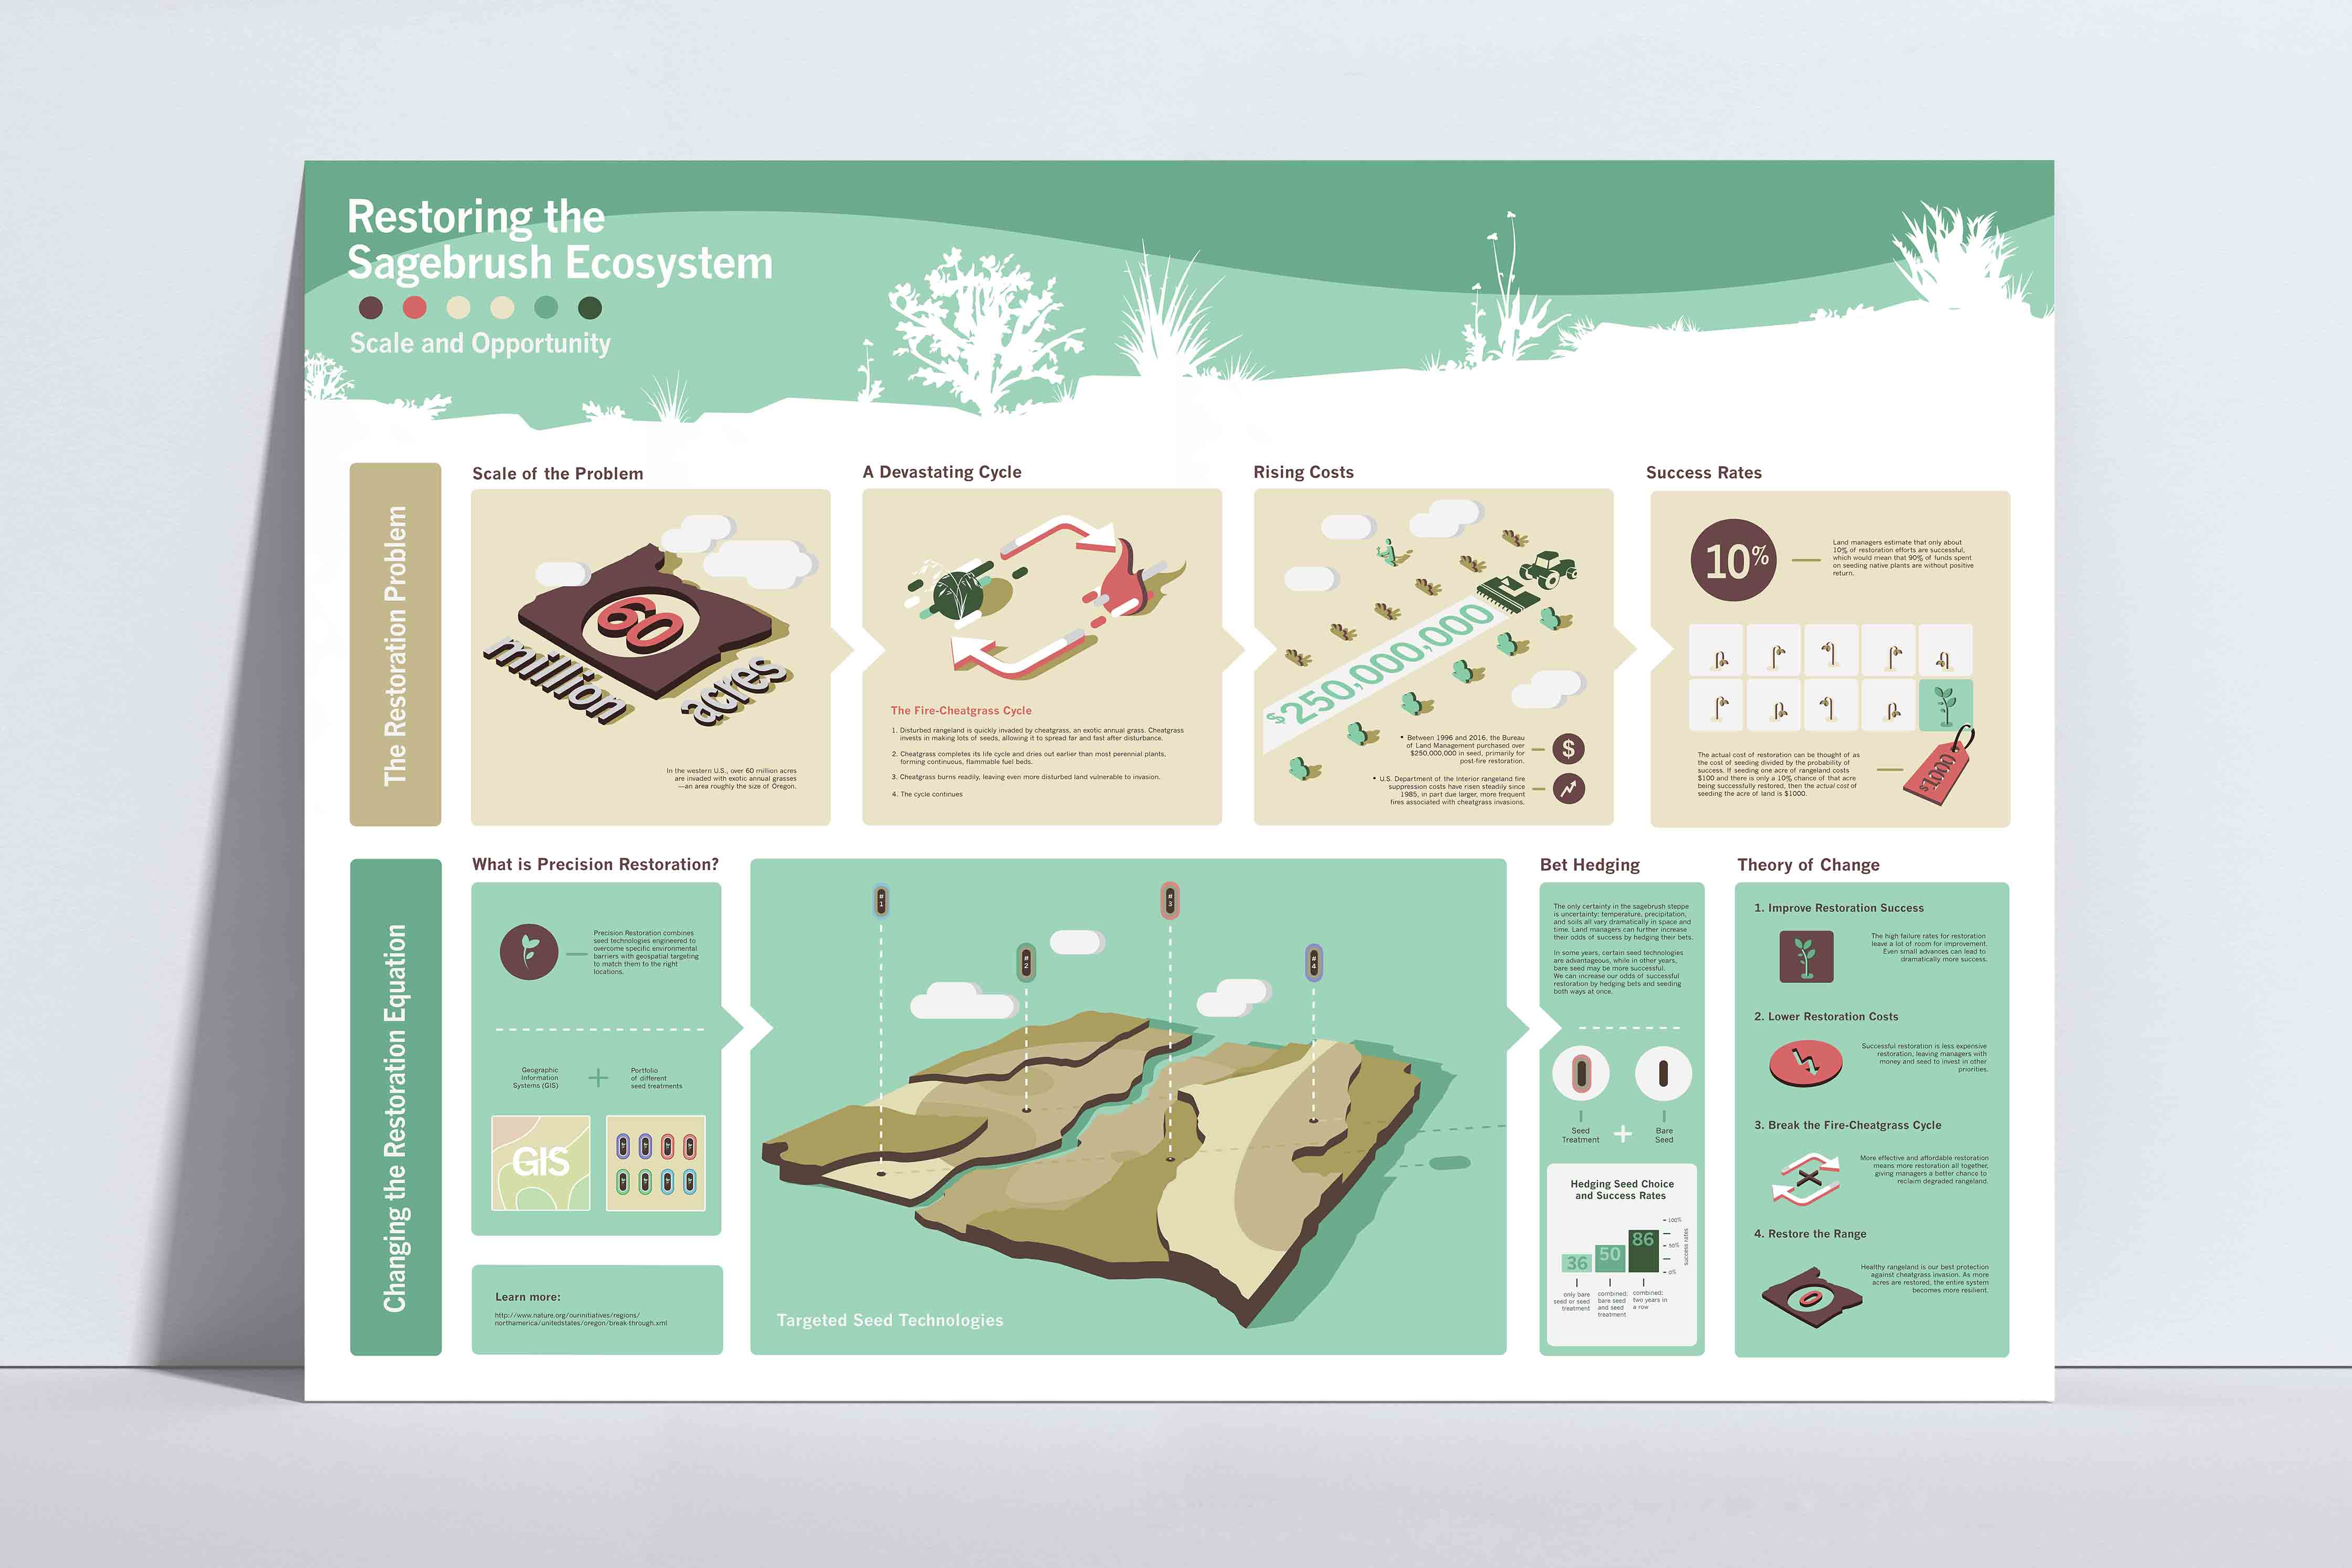 Restoring the
Sagebrush Ecosystem
Scale and Opportunity
The Restoration Problem
Scale of the Problem
60
million
acres
In the western U.S., over 60 million acres
are invaded with exotic annual grasses
—an area roughly the size of Oregon.
A Devastating Cycle
The Fire-Cheatgrass Cycle
1. Disturbed rangeland is quickly invaded by cheatgrass, an exotic annual grass. Cheatgrass
invests in making lots of seeds, allowing it to spread far and fast after disturbance.
2. Cheatgrass completes its life cycle and dries out earlier than most perennial plants,
forming continuous, flammable fuel beds.
3. Cheatgrass burns readily, leaving even more disturbed land vulnerable to invasion.
4. The cycle continues
Rising Costs
$250,000,000
• Between 1996 and 2016, the Bureau
of Land Management purchased over
$250,000,000 in seed, primarily for
post-fire restoration.
$
• U.S. Department of the Interior rangeland fire
suppression costs have risen steadily since
1985, in part due larger, more frequent
fires associated with cheatgrass invasions.
Success Rates
10%
Land managers estimate that only about
10% of restoration efforts are successful,
which would mean that 90% of funds spent
on seeding native plants are without positive
return.
The actual cost of restoration can be thought of as
the cost of seeding divided by the probability of
success. If seeding one acre of rangeland costs
$100 and there is only a 10% chance of that acre
being successfully restored, then the actual cost of
seeding the acre of land is $1000.
$1000
Changing the Restoration Equation
What is Precision Restoration?
Precision Restoration combines
seed technologies engineered to
overcome specific environmental
barriers with geospatial targeting
to match them to the right
locations.
Geographic
Information
Systems (GIS)
+
Portfolio
of different
seed treatments
GIS
Learn more:
http://www.nature.org/ourinitiatives/regions/
northamerica/unitedstates/oregon/break-through.xml
#1
#2
#3
#4
Targeted Seed Technologies
Bet Hedging
The only certainty in the sagebrush steppe
is uncertainty: temperature, precipitation,
and soils all vary dramatically in space and
time. Land managers can further increase
their odds of success by hedging their bets.
In some years, certain seed technologies
are advantageous, while in other years,
bare seed may be more successful.
We can increase our odds of successful
restoration by hedging bets and seeding
both ways at once.
Seed
Treatment
+
Bare
Seed
Hedging Seed Choice
and Success Rates
36
50
86
100%
50%
0%
success rates
only bare
seed or seed
treatment
combined:
bare seed
and seed
treatment
combined:
two years in
a row
Theory of Change
1. Improve Restoration Success
The high failure rates for restoration
leave a lot of room for improvement.
Even small advances can lead to
dramatically more success.
2. Lower Restoration Costs
Successful restoration is less expensive
restoration, leaving managers with
money and seed to invest in other
priorities.
3. Break the Fire-Cheatgrass Cycle
More effective and affordable restoration
means more restoration all together,
giving managers a better chance to
reclaim degraded rangeland.
4. Restore the Range
Healthy rangeland is our best protection
against cheatgrass invasion. As more
acres are restored, the entire system
becomes more resilient.
0